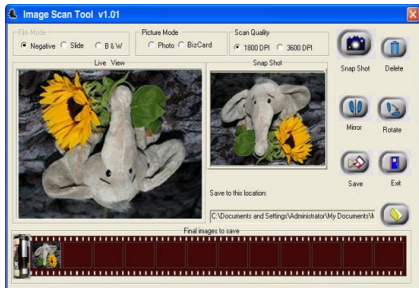 Image Scan Tool v1.01
Film Mode
Negative Slide B & W
Picture Mode
Photo BizCard
Scan Quality
1800 DPI 3600 DPI
Live View
Snap Shot
Snap Shot
Delete
Mirror
Rotate
Save
Exit
Save to this location:
C:\Documents and Settings\Administrator\My Documents\
Final images to save